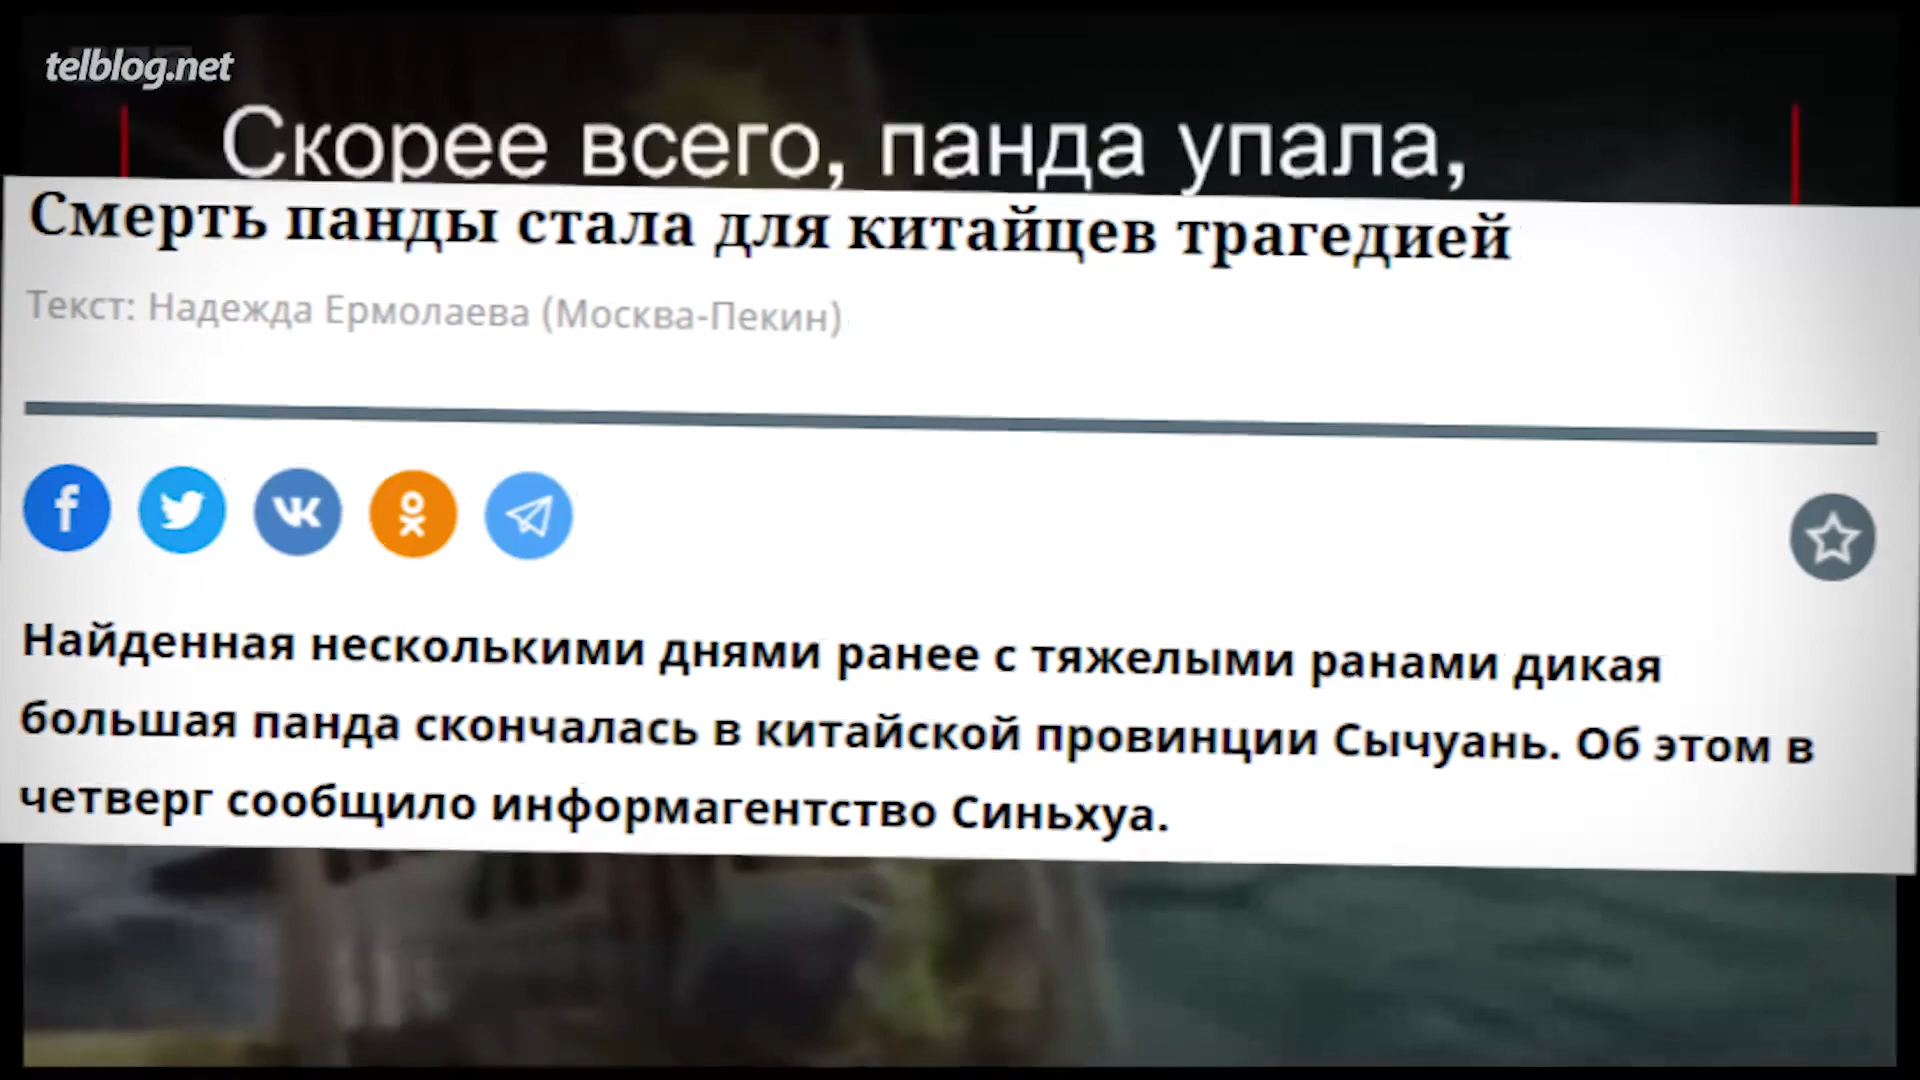 telblog.net
Скорее всего, панда упала,
Смерть панды стала для китайцев трагедией
Текст: Надежда Ермолаева (Москва-Пекин)
Найденная несколькими днями ранее с тяжелыми ранами дикая
большая панда скончалась в китайской провинции Сычуань. Об этом в
четверг сообщило информагентство Синьхуа.